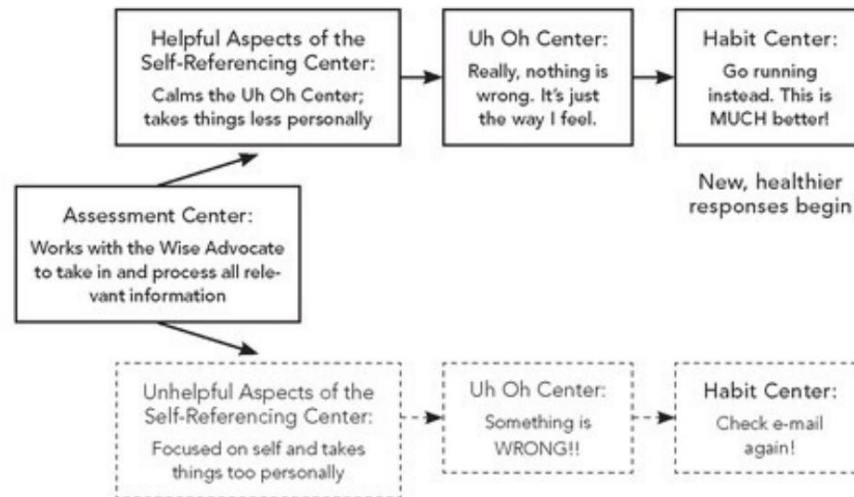 Helpful Aspects of the
Self-Referencing Center:
Calms the Uh Oh Center;
takes things less personally
Uh Oh Center:
Really, nothing is
wrong. It's just
the way I feel.
Habit Center:
Go running
instead. This is
MUCH better!
New, healthier
responses begin
Assessment Center:
Works with the Wise Advocate
to take in and process all rele-
vant information
Unhelpful Aspects of the
Self-Referencing Center:
Focused on self and takes
things too personally
Uh Oh Center:
Something is
WRONG!!
Habit Center:
Check e-mail
again!